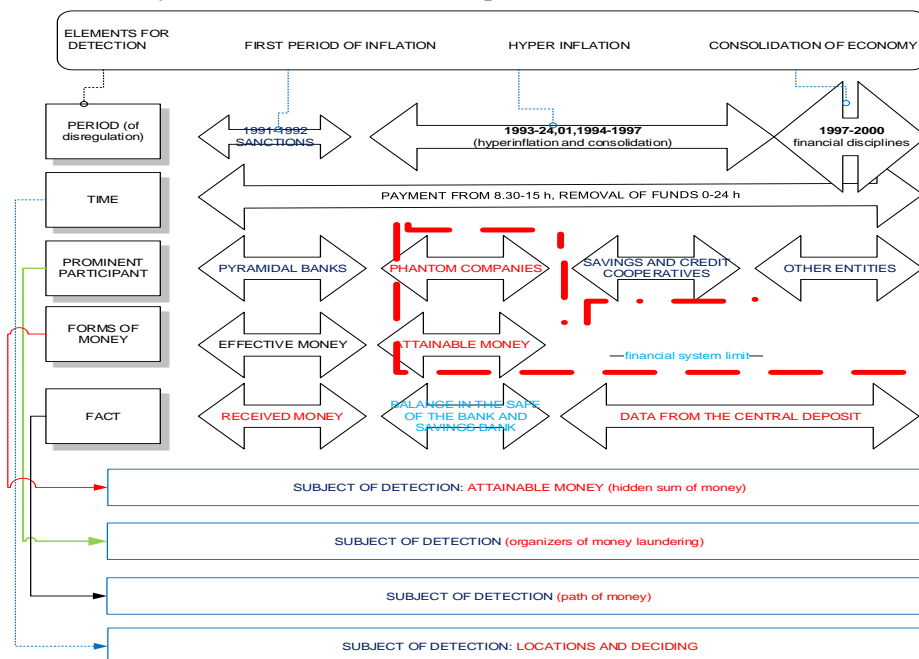 ELEMENTS FOR
DETECTION
FIRST PERIOD OF INFLATION
HYPER INFLATION
CONSOLIDATION OF ECONOMY
PERIOD (of
disregulation)
1991-1992
SANCTIONS
1993-24,01,1994-1997
(hyperinflation and consolidation)
1997-2000
financial disciplines
TIME
PAYMENT FROM 8.30-15 h, REMOVAL OF FUNDS 0-24 h
PROMINENT
PARTICIPANT
PYRAMIDAL BANKS
PHANTOM COMPANIES
SAVINGS AND CREDIT
COOPERATIVES
OTHER ENTITIES
FORMS OF
MONEY
EFFECTIVE MONEY
ATTAINABLE MONEY
financial system limit
FACT
RECEIVED MONEY
BALANCE IN THE SAFE
OF THE BANK AND
SAVINGS BANK
DATA FROM THE CENTRAL DEPOSIT
SUBJECT OF DETECTION: ATTAINABLE MONEY (hidden sum of money)
SUBJECT OF DETECTION (organizers of money laundering)
SUBJECT OF DETECTION (path of money)
SUBJECT OF DETECTION: LOCATIONS AND DECIDING